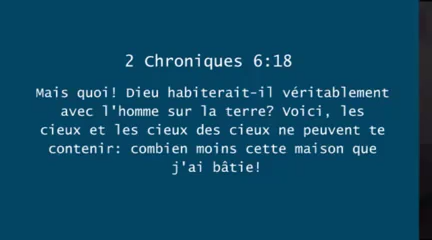 2 Chroniques 6:18
Mais quoi! Dieu habiterait-il véritablement
avec l'homme sur la terre? Voici, les
cieux et les cieux des cieux ne peuvent te
contenir: combien moins cette maison que
j'ai bâtie!